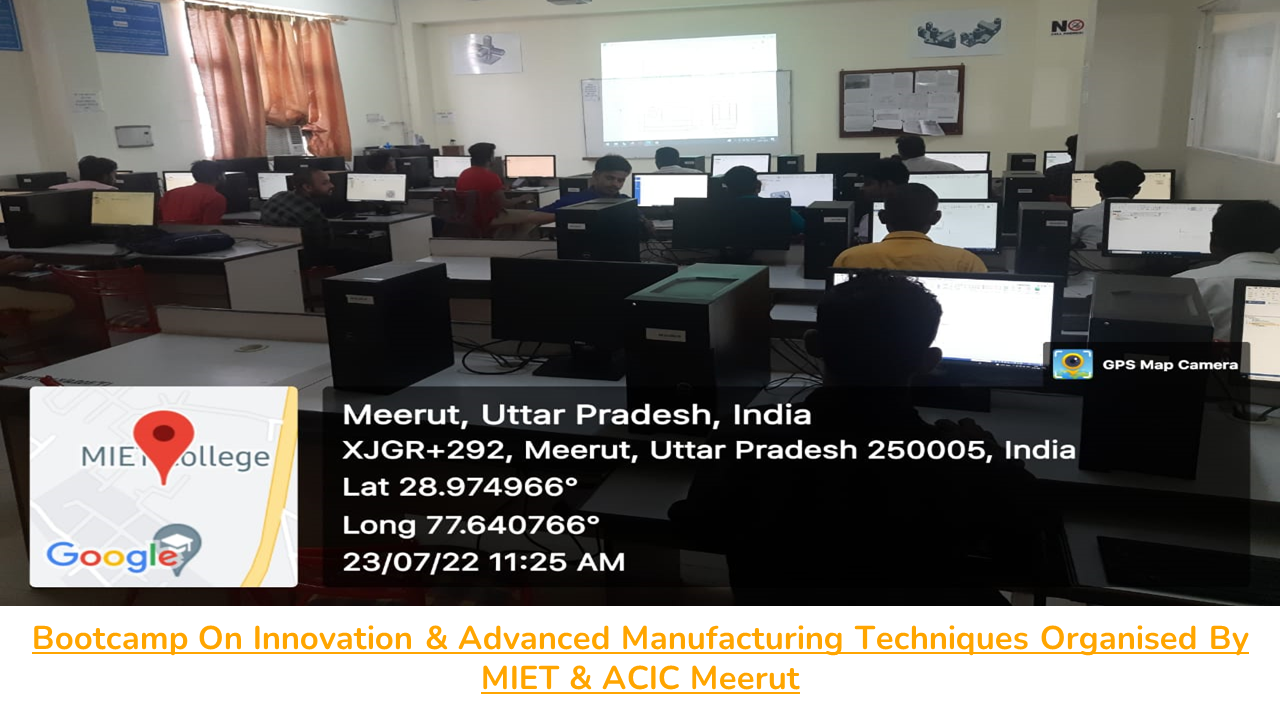 NO
GPS Map Camera
MIET College
Google
Meerut, Uttar Pradesh, India
XJGR+292, Meerut, Uttar Pradesh 250005, India
Lat 28.974966°
Long 77.640766°
23/07/22 11:25 AM
Bootcamp On Innovation & Advanced Manufacturing Techniques Organised By
MIET & ACIC Meerut